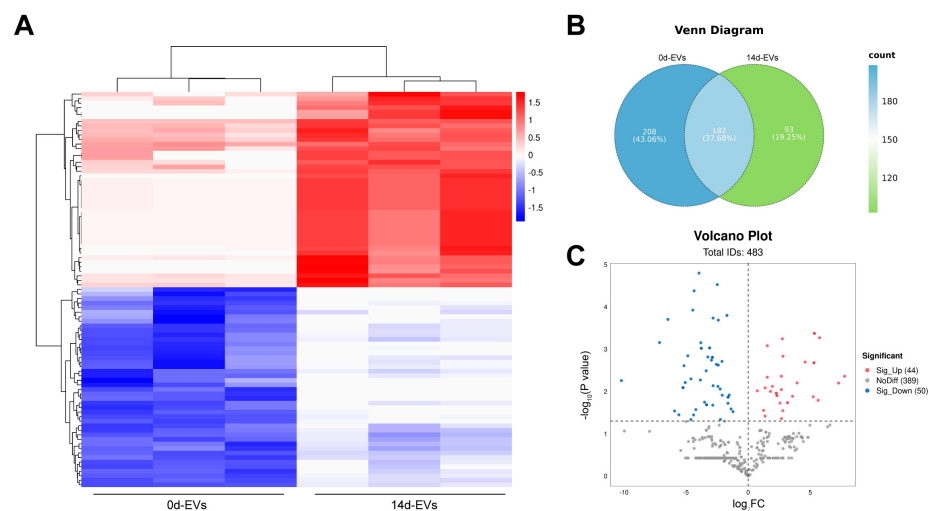 A
1.5
1
0.5
0
-0.5
-1
-1.5
0d-EVs
14d-EVs
B
Venn Diagram
0d-EVs
14d-EVs
208
(43.06%)
182
(37.68%)
93
(19.25%)
count
180
150
120
C
Volcano Plot
Total IDs: 483
5
4
3
2
1
0
-log10(P value)
-10
-5
0
5
log2FC
Significant
Sig_Up (44)
NoDiff (389)
Sig_Down (50)